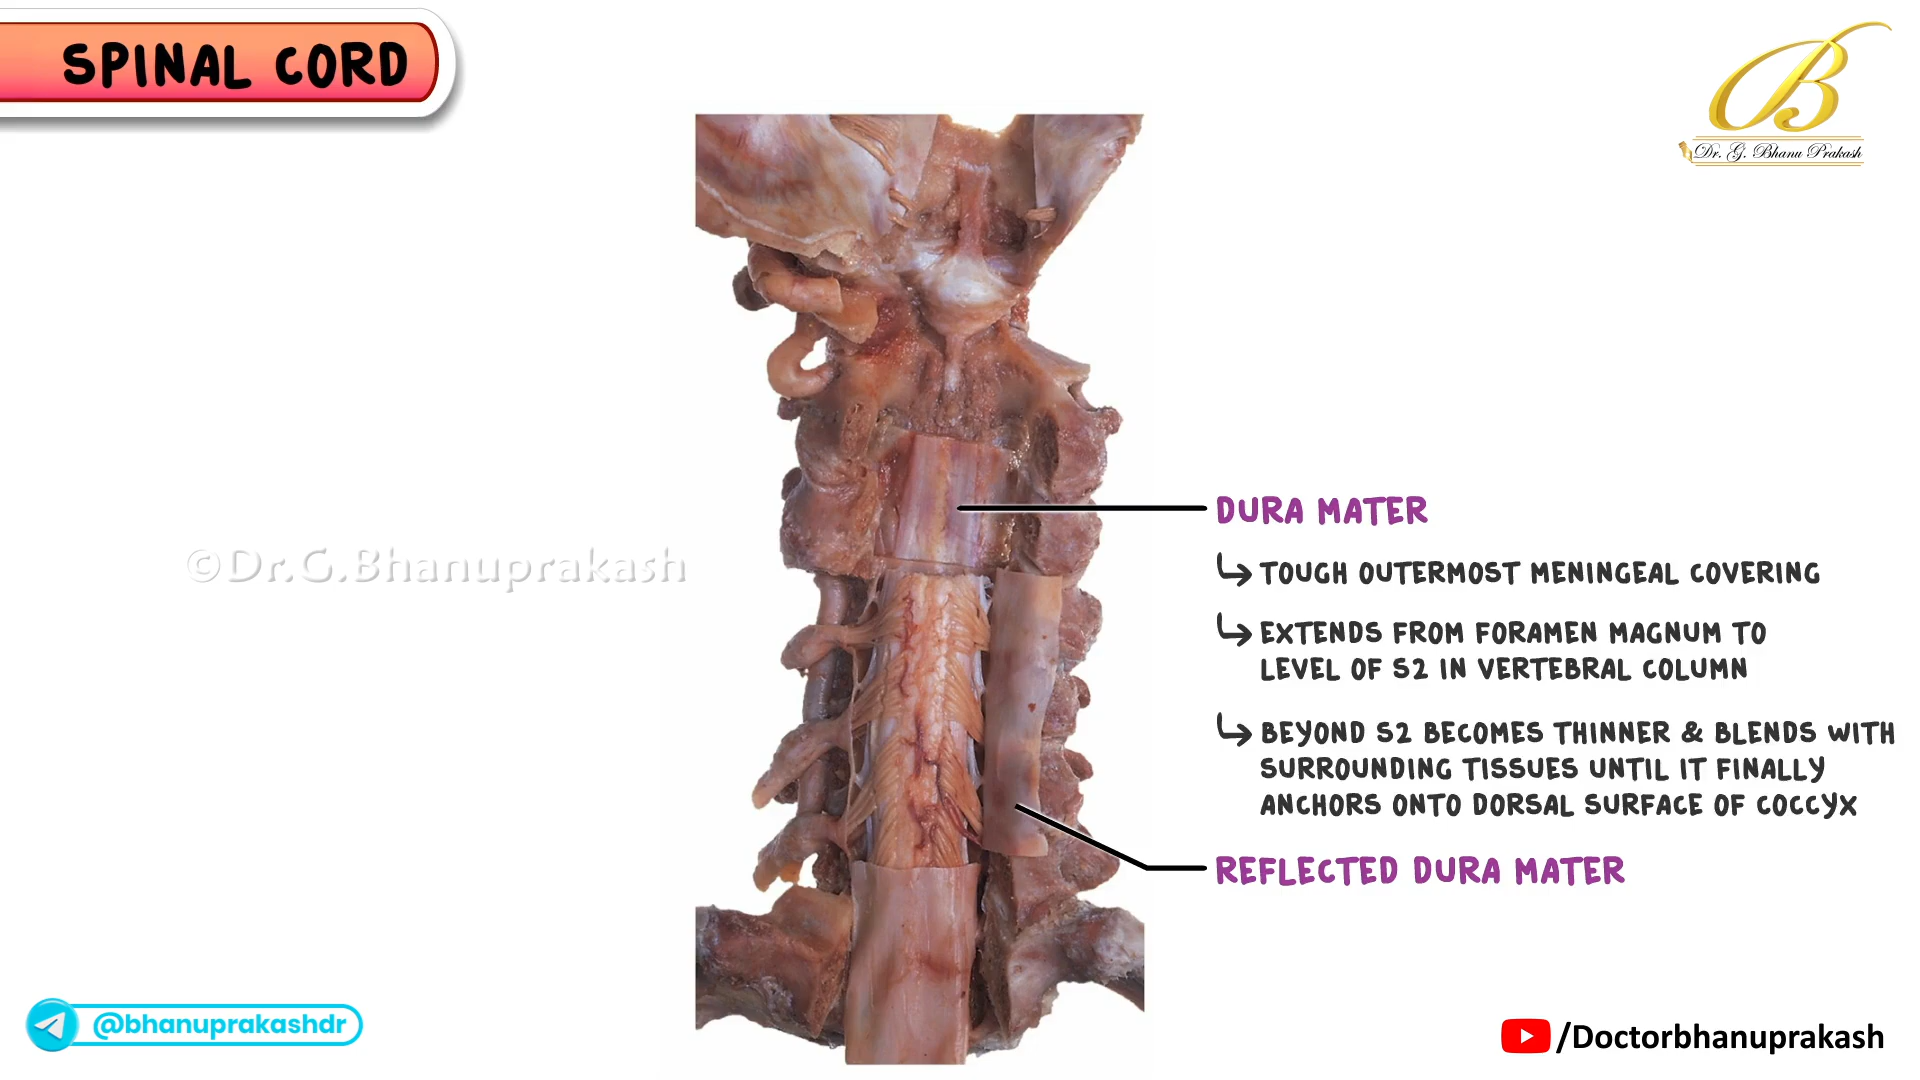 SPINAL CORD
B
Dr. G. Bhanu Prakash
DURA MATER
©Dr.G.Bhanuprakash
TOUGH OUTERMOST MENINGEAL COVERING
EXTENDS FROM FORAMEN MAGNUM TO
LEVEL OF S2 IN VERTEBRAL COLUMN
BEYOND S2 BECOMES THINNER & BLENDS WITH
SURROUNDING TISSUES UNTIL IT FINALLY
ANCHORS ONTO DORSAL SURFACE OF COCCYX
REFLECTED DURA MATER
@bhanuprakashdr
/Doctorbhanuprakash